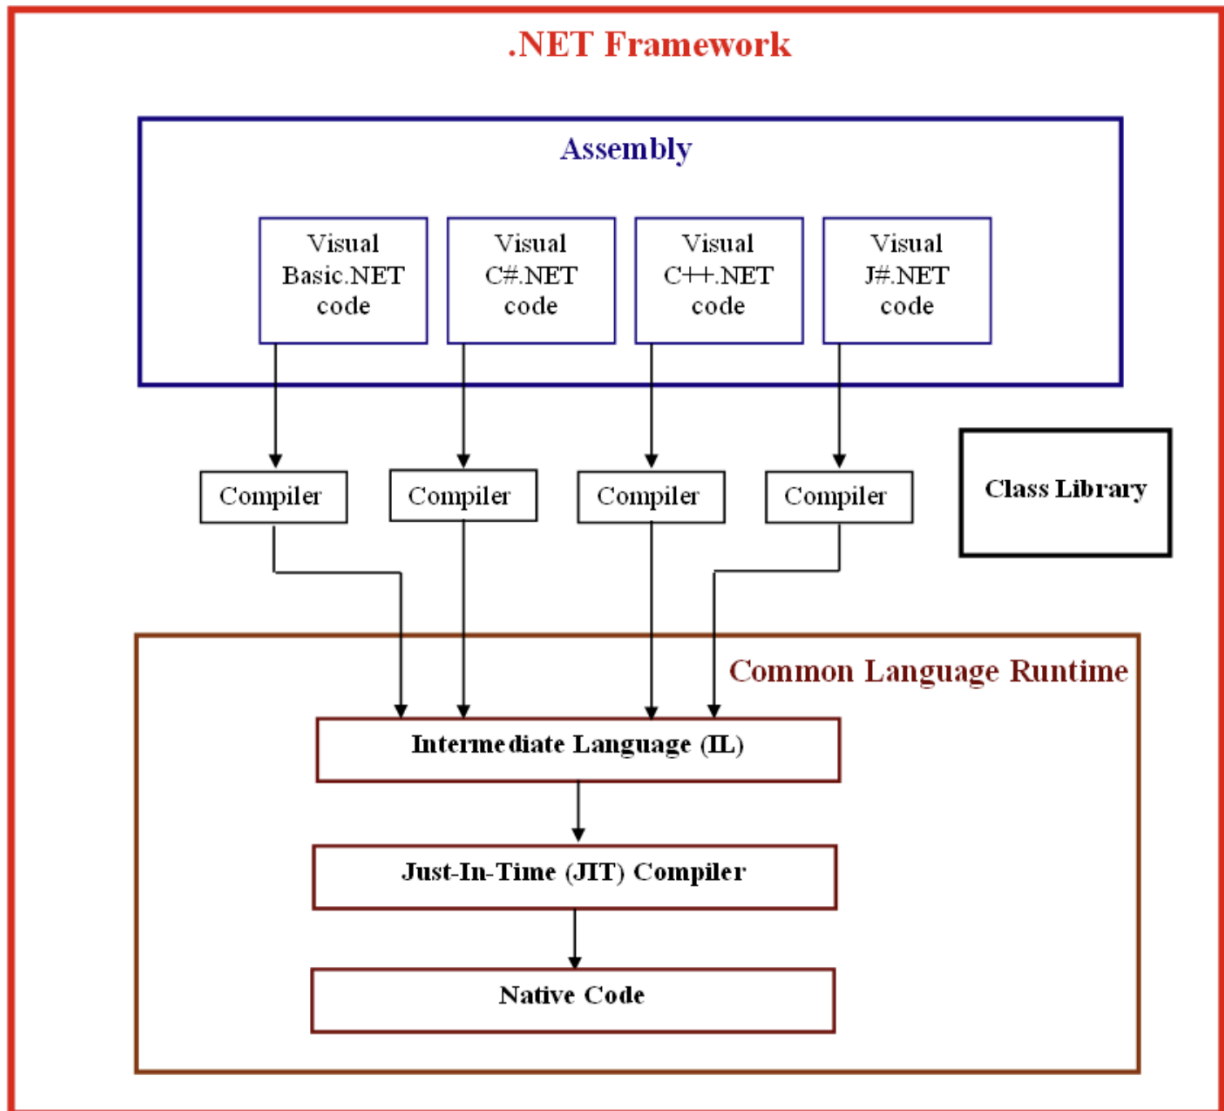 .NET Framework
Assembly
Visual
Basic.NET
code
Visual
C#.NET
code
Visual
C++.NET
code
Visual
J#.NET
code
Compiler
Compiler
Compiler
Compiler
Class Library
Common Language Runtime
Intermediate Language (IL)
Just-In-Time (JIT) Compiler
Native Code